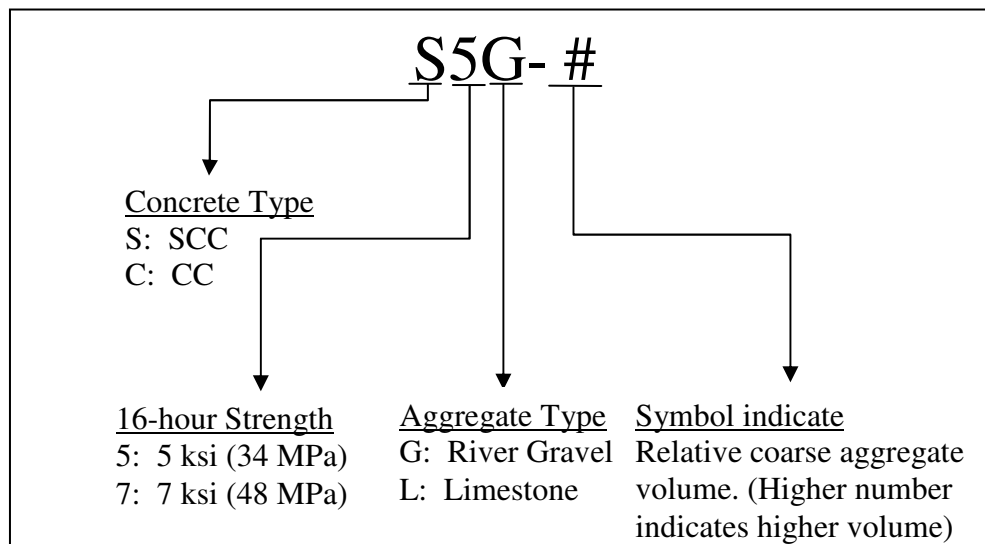 S5G- #
Concrete Type
S: SCC
C: CC
16-hour Strength
5: 5 ksi (34 MPa)
7: 7 ksi (48 MPa)
Aggregate Type
G: River Gravel
L: Limestone
Symbol indicate
Relative coarse aggregate
volume. (Higher number
indicates higher volume)